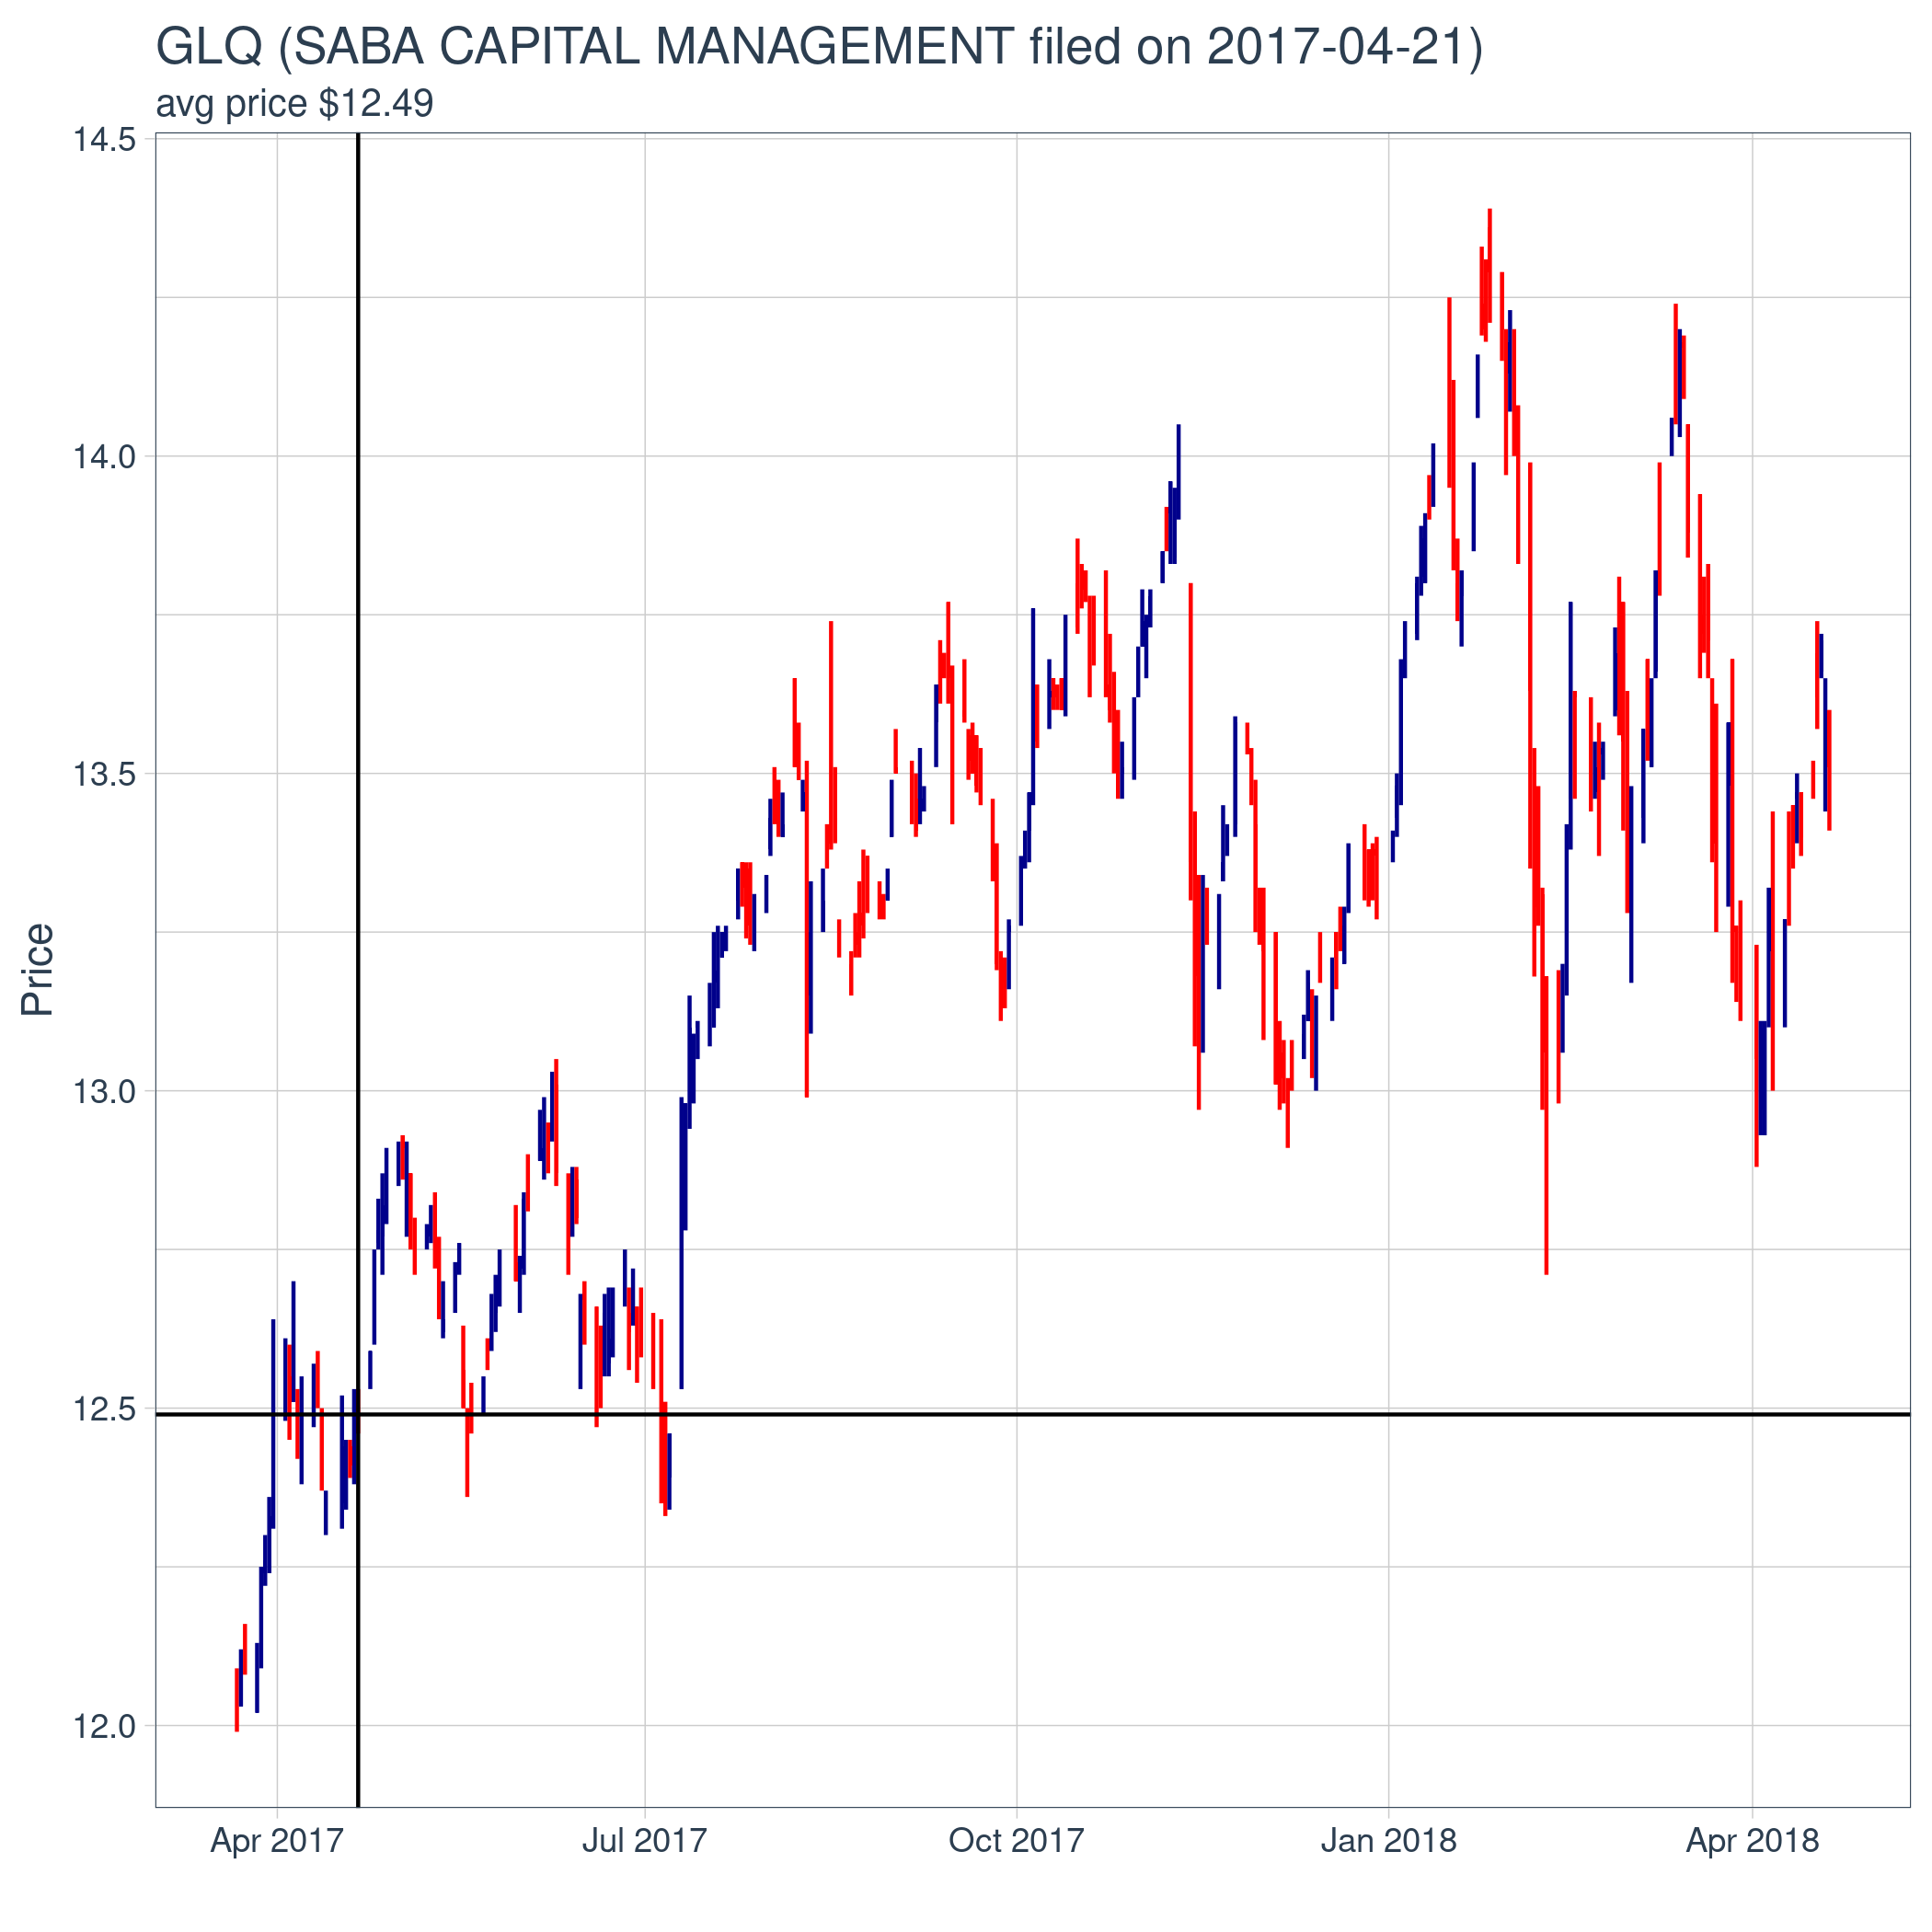 GLQ (SABA CAPITAL MANAGEMENT filed on 2017-04-21)
avg price $12.49
14.5
14.0
13.5
13.0
12.5
12.0
Price
Apr 2017
Jul 2017
Oct 2017
Jan 2018
Apr 2018